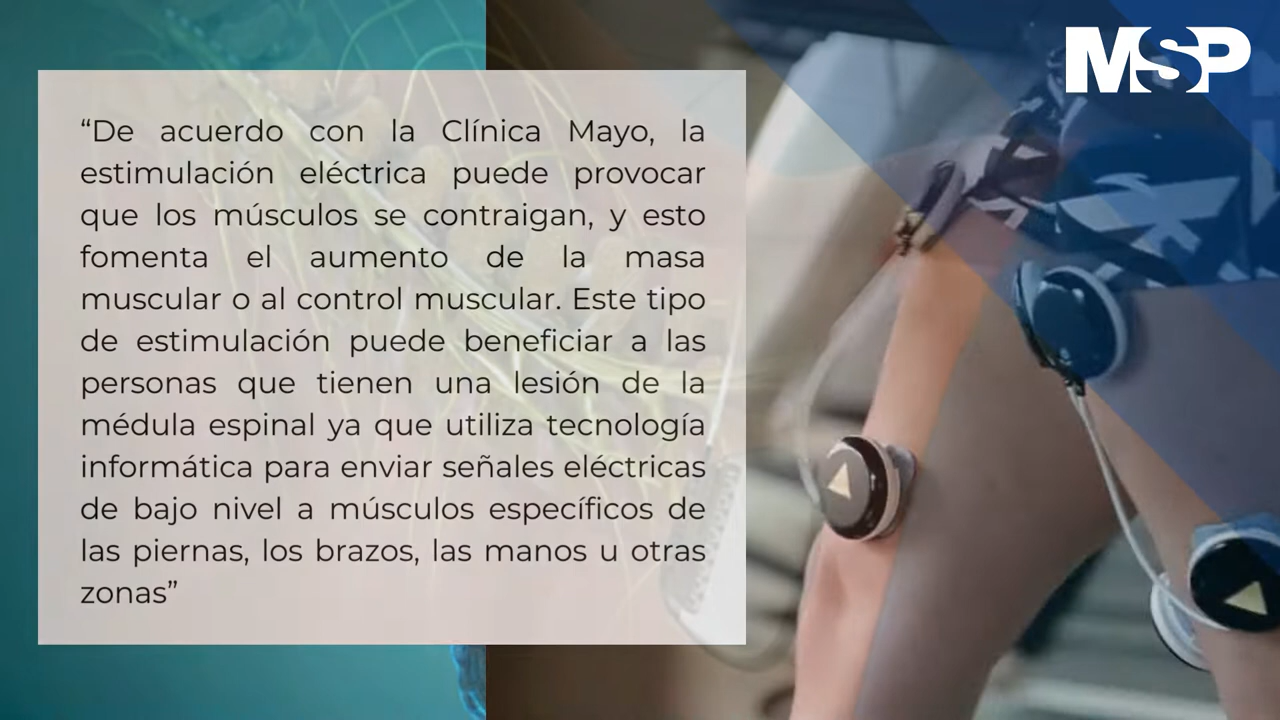 MSP
“De acuerdo con la Clínica Mayo, la
estimulación eléctrica puede provocar
que los músculos se contraigan, y esto
fomenta el aumento de la masa
muscular o al control muscular. Este tipo
de estimulación puede beneficiar a las
personas que tienen una lesión de la
médula espinal ya que utiliza tecnología
informática para enviar señales eléctricas
de bajo nivel a músculos específicos de
las piernas, los brazos, las manos u otras
zonas”